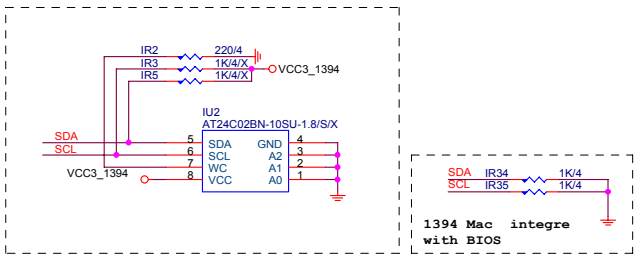 IR2 220/4
IR3 1K/4/X
VCC3_1394
IR5 1K/4/X
IU2
AT24C02BN-10SU-1.8/S/X
SDA 5 SDA GND 4
SCL 6 SCL A2 3
7 WC A1 2
VCC3_1394
8 VCC A0 1
SDA IR34 1K/4
SCL IR35 1K/4
1394 Mac integre
with BIOS